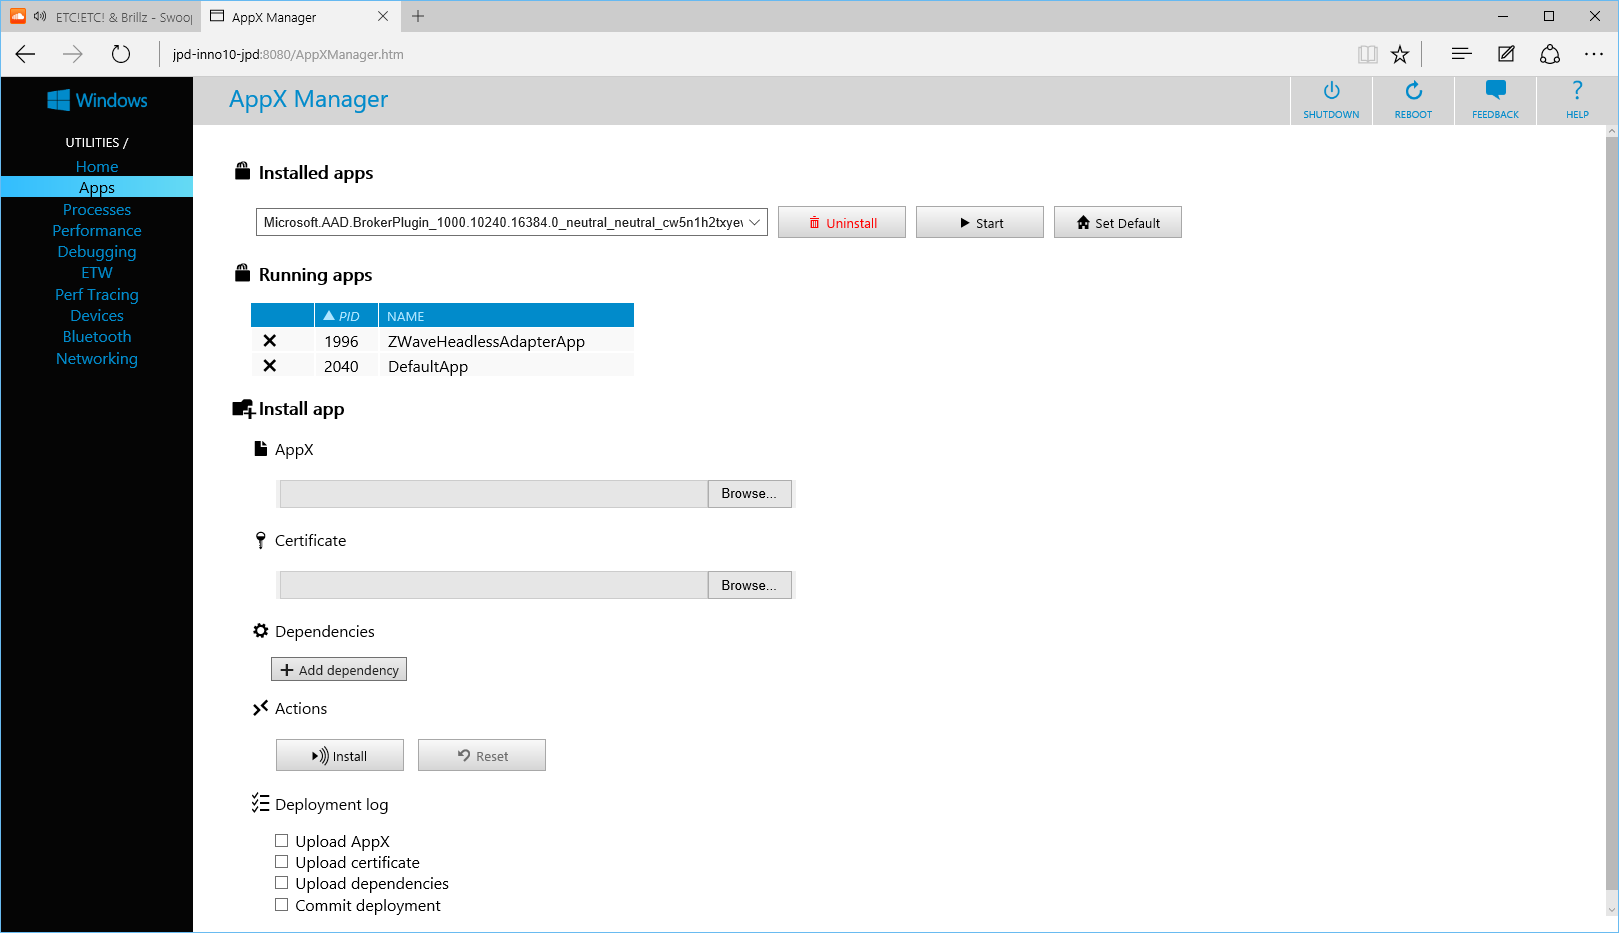 ETC!ETC! & Brillz - Swoop
AppX Manager
jpd-inno10-jpd:8080/AppXManager.htm
Windows
AppX Manager
SHUTDOWN
REBOOT
FEEDBACK
? HELP
UTILITIES /
Home
Apps
Processes
Performance
Debugging
ETW
Perf Tracing
Devices
Bluetooth
Networking
Installed apps
Microsoft.AAD.BrokerPlugin_1000.10240.16384.0_neutral_neutral_cw5n1h2txyew
Uninstall
Start
Set Default
Running apps
PID NAME
1996 ZWaveHeadlessAdapterApp
2040 DefaultApp
Install app
AppX
Browse...
Certificate
Browse...
Dependencies
Add dependency
Actions
Install
Reset
Deployment log
Upload AppX
Upload certificate
Upload dependencies
Commit deployment